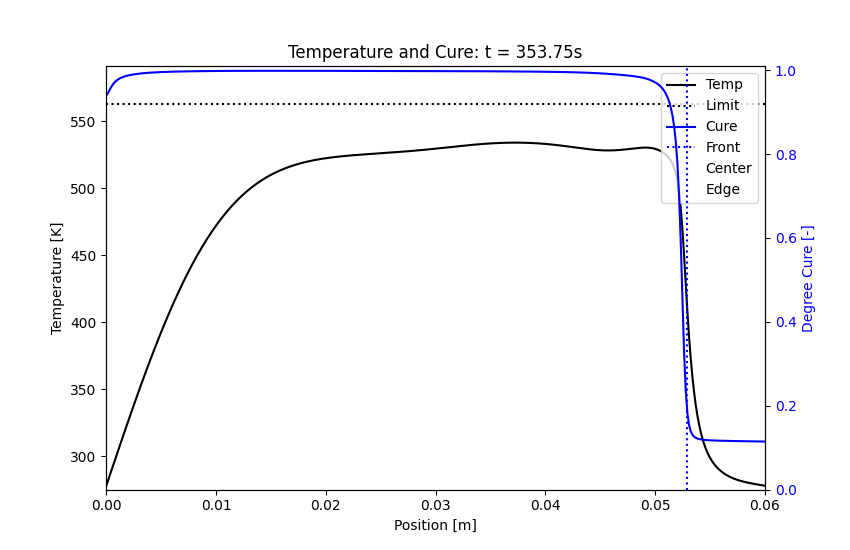 Temperature and Cure: t = 353.75s
Temp
Limit
Cure
Front
Center
Edge
550
500
450
400
350
300
Temperature [K]
1.0
0.8
0.6
0.4
0.2
0.0
Degree Cure [-]
0.00 0.01 0.02 0.03 0.04 0.05 0.06
Position [m]